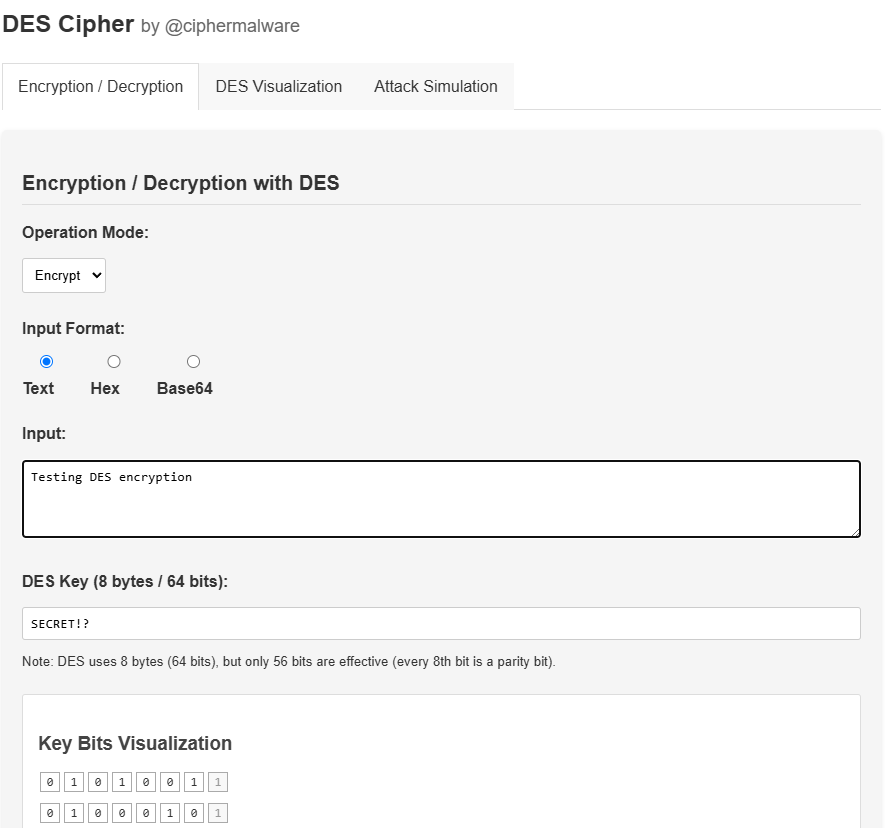 DES Cipher by @ciphermalware
Encryption / Decryption DES Visualization Attack Simulation
Encryption / Decryption with DES
Operation Mode:
Encrypt
Input Format:
Text Hex Base64
Input:
Testing DES encryption
DES Key (8 bytes / 64 bits):
SECRET!?
Note: DES uses 8 bytes (64 bits), but only 56 bits are effective (every 8th bit is a parity bit).
Key Bits Visualization
0 1 0 1 0 0 1 1
0 1 0 0 0 1 0 1